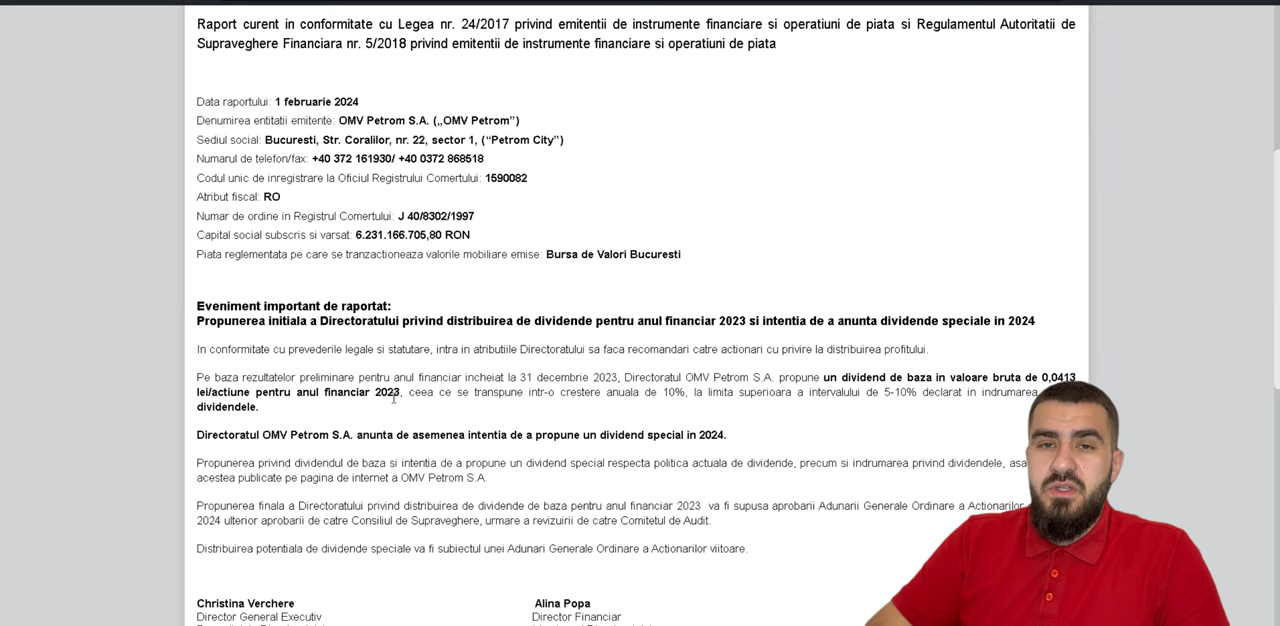 Raport curent in conformitate cu Legea nr. 24/2017 privind emitentii de instrumente financiare si operatiuni de piata si Regulamentul Autoritatii de
Supraveghere Financiara nr. 5/2018 privind emitentii de instrumente financiare si operatiuni de piata
Data raportului: 1 februarie 2024
Denumirea entitatii emitente: OMV Petrom S.A. („OMV Petrom”)
Sediul social: Bucuresti, Str. Coralilor, nr. 22, sector 1, (“Petrom City”)
Numarul de telefon/fax: +40 372 161930/ +40 0372 868518
Codul unic de inregistrare la Oficiul Registrului Comertului: 1590082
Atribut fiscal: RO
Numar de ordine in Registrul Comertului: J 40/8302/1997
Capital social subscris si varsat: 6.231.166.705,80 RON
Piata reglementata pe care se tranzactioneaza valorile mobiliare emise: Bursa de Valori Bucuresti
Eveniment important de raportat:
Propunerea initiala a Directoratului privind distribuirea de dividende pentru anul financiar 2023 si intentia de a anunta dividende speciale in 2024
In conformitate cu prevederile legale si statutare, intra in atributiile Directoratului sa faca recomandari catre actionari cu privire la distribuirea profitului.
Pe baza rezultatelor preliminare pentru anul financiar incheiat la 31 decembrie 2023, Directoratul OMV Petrom S.A. propune un dividend de baza in valoare bruta de 0,0413
lei/actiune pentru anul financiar 2023, ceea ce se transpune intr-o crestere anuala de 10%, la limita superioara a intervalului de 5-10% declarat in indrumarea
dividendele.
Directoratul OMV Petrom S.A. anunta de asemenea intentia de a propune un dividend special in 2024.
Propunerea privind dividendul de baza si intentia de a propune un dividend special respecta politica actuala de dividende, precum si indrumarea privind dividendele, asa
acestea publicate pe pagina de internet a OMV Petrom S.A.
Propunerea finala a Directoratului privind distribuirea de dividende de baza pentru anul financiar 2023 va fi supusa aprobarii Adunarii Generale Ordinare a Actionarilor
2024 ulterior aprobarii de catre Consiliul de Supraveghere, urmare a revizuirii de catre Comitetul de Audit.
Distribuirea potentiala de dividende speciale va fi subiectul unei Adunari Generale Ordinare a Actionarilor viitoare.
Christina Verchere Alina Popa
Director General Executiv Director Financiar